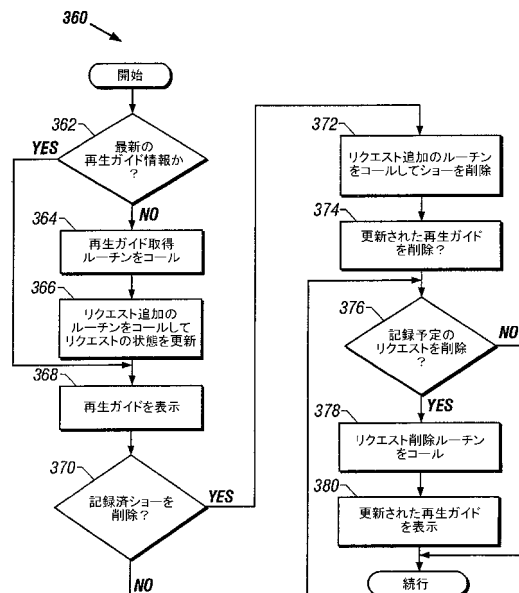 360
開始
362
最新の
再生ガイド情報か
?
YES
NO
364
再生ガイド取得
ルーチンをコール
366
リクエスト追加の
ルーチンをコールして
リクエストの状態を更新
368
再生ガイドを表示
370
記録済ショーを
削除?
YES
NO
372
リクエスト追加のルーチン
をコールしてショーを削除
374
更新された再生ガイド
を削除?
376
記録予定の
リクエストを削除
?
NO
YES
378
リクエスト削除ルーチン
をコール
380
更新された再生ガイド
を表示
続行